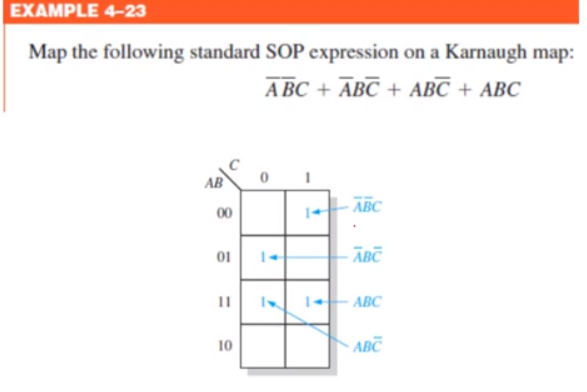 EXAMPLE 4–23
Map the following standard SOP expression on a Karnaugh map:
A̅B̅C + A̅BC̅ + ABC̅ + ABC
C
AB 0 1
00 1 A̅B̅C
01 1 A̅BC̅
11 1 1 ABC
10 ABC̅